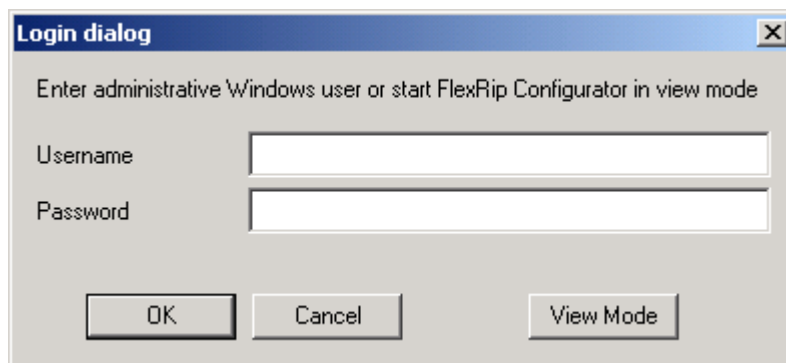 Login dialog
Enter administrative Windows user or start FlexRip Configurator in view mode
Username
Password
OK Cancel View Mode